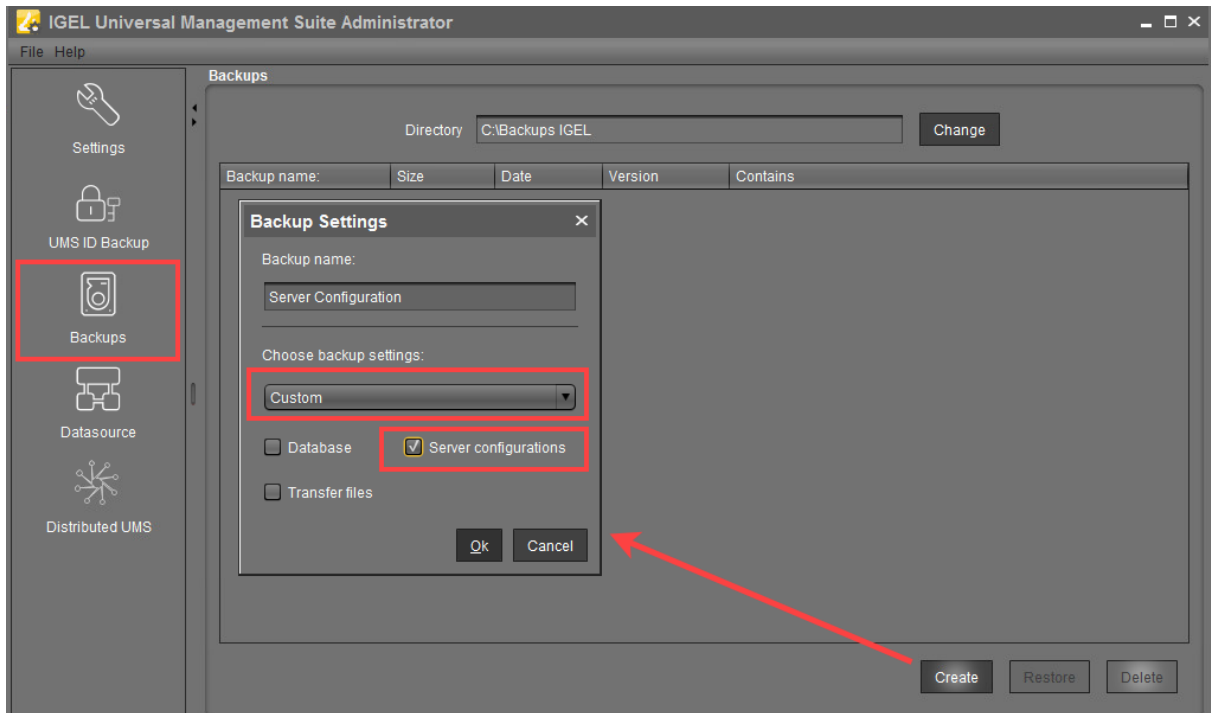 IGEL Universal Management Suite Administrator
File Help
Settings
UMS ID Backup
Backups
Datasource
Distributed UMS
Backups
Directory C:\Backups IGEL Change
Backup name: Size Date Version Contains
Backup Settings
Backup name:
Server Configuration
Choose backup settings:
Custom
Database Server configurations
Transfer files
Ok Cancel
Create Restore Delete